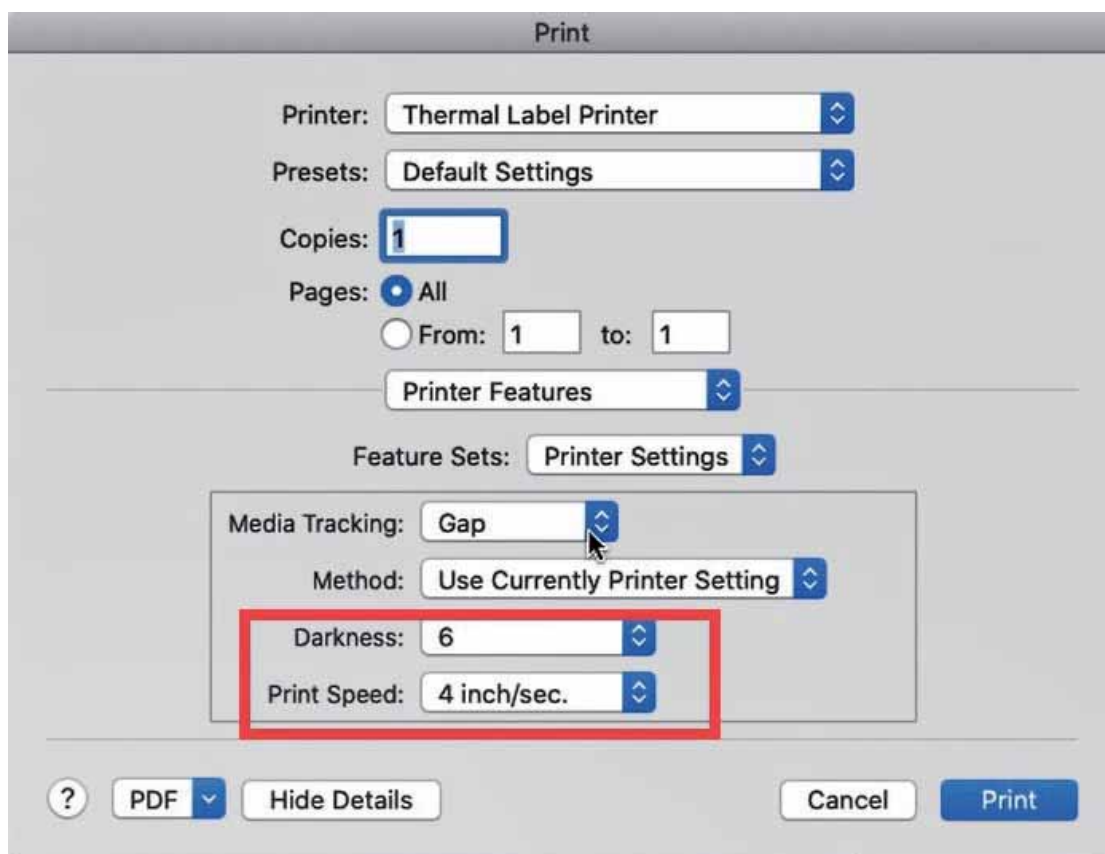 Print
Printer: Thermal Label Printer
Presets: Default Settings
Copies: 1
Pages: All
From: 1 to: 1
Printer Features
Feature Sets: Printer Settings
Media Tracking: Gap
Method: Use Currently Printer Setting
Darkness: 6
Print Speed: 4 inch/sec.
? PDF Hide Details Cancel Print